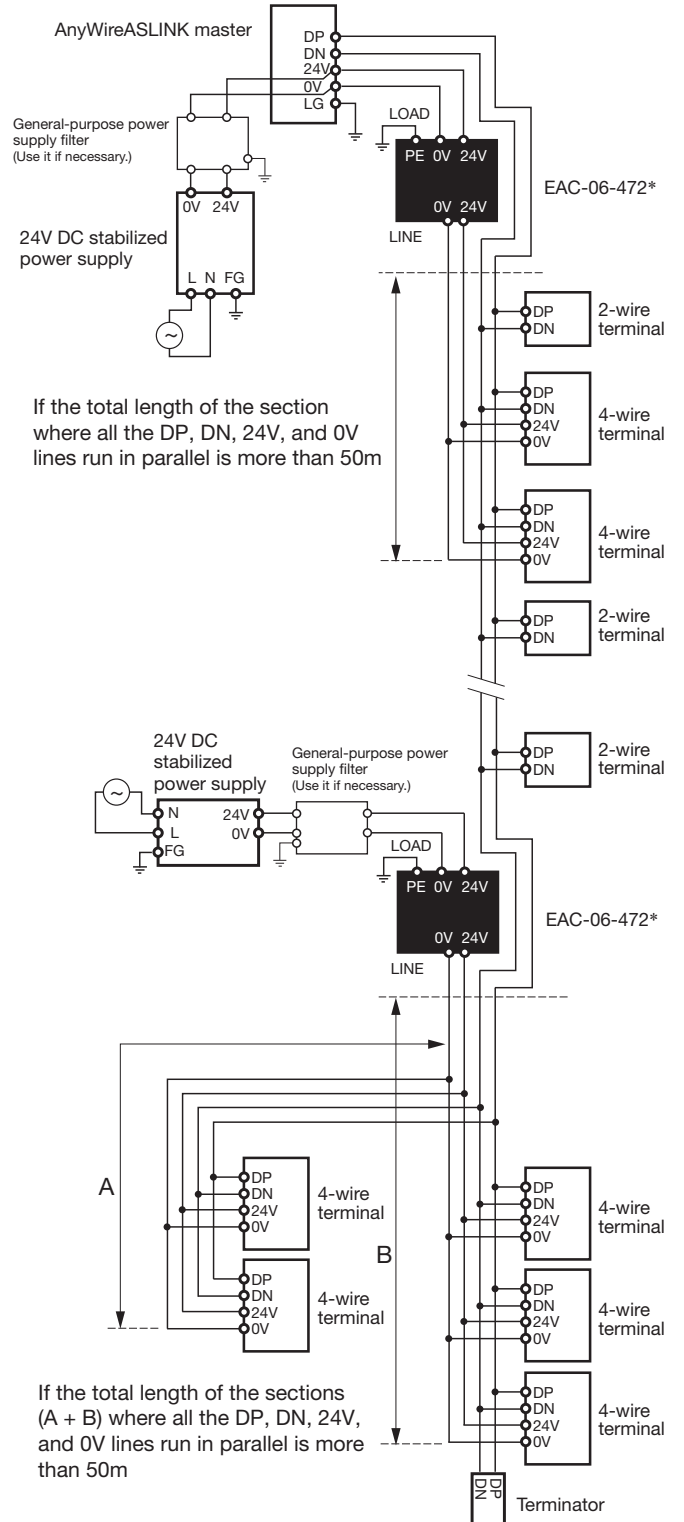 AnyWireASLINK master
DP
DN
24V
0V
LG
General-purpose power
supply filter
(Use it if necessary.)
0V 24V
24V DC stabilized
power supply
L N FG
~
LOAD
PE 0V 24V
0V 24V
LINE
EAC-06-472*
DP
DN
2-wire
terminal
DP
DN
24V
0V
4-wire
terminal
If the total length of the section
where all the DP, DN, 24V, and 0V
lines run in parallel is more than 50m
DP
DN
24V
0V
4-wire
terminal
DP
DN
2-wire
terminal
DP
DN
2-wire
terminal
24V DC
stabilized
power supply
~
N
L
FG
24V
0V
General-purpose power
supply filter
(Use it if necessary.)
LOAD
PE 0V 24V
0V 24V
LINE
EAC-06-472*
A
B
DP
DN
24V
0V
4-wire
terminal
DP
DN
24V
0V
4-wire
terminal
DP
DN
24V
0V
4-wire
terminal
DP
DN
24V
0V
4-wire
terminal
DP
DN
24V
0V
4-wire
terminal
If the total length of the sections
(A + B) where all the DP, DN, 24V,
and 0V lines run in parallel is more
than 50m
DN
DP
Terminator